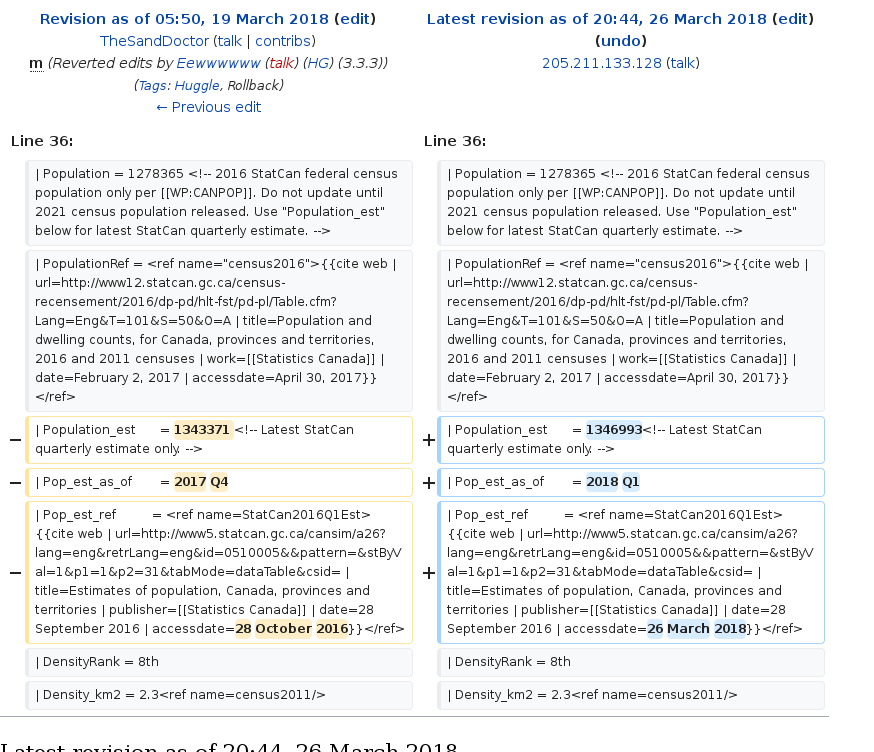 Revision as of 05:50, 19 March 2018 (edit)
TheSandDoctor (talk | contribs)
m (Reverted edits by Eewwwwww (talk) (HG) (3.3.3))
(Tags: Huggle, Rollback)
← Previous edit
Latest revision as of 20:44, 26 March 2018 (edit)
(undo)
205.211.133.128 (talk)
Line 36:
Line 36:
| Population = 1278365 <!-- 2016 StatCan federal census
population only per [[WP:CANPOP]]. Do not update until
2021 census population released. Use "Population_est"
below for latest StatCan quarterly estimate. -->
| Population = 1278365 <!-- 2016 StatCan federal census
population only per [[WP:CANPOP]]. Do not update until
2021 census population released. Use "Population_est"
below for latest StatCan quarterly estimate. -->
| PopulationRef = <ref name="census2016">{{cite web |
url=http://www12.statcan.gc.ca/census-
recensement/2016/dp-pd/hlt-fst/pd-pl/Table.cfm?
Lang=Eng&T=101&S=50&O=A | title=Population and
dwelling counts, for Canada, provinces and territories,
2016 and 2011 censuses | work=[[Statistics Canada]] |
date=February 2, 2017 | accessdate=April 30, 2017}}
</ref>
| PopulationRef = <ref name="census2016">{{cite web |
url=http://www12.statcan.gc.ca/census-
recensement/2016/dp-pd/hlt-fst/pd-pl/Table.cfm?
Lang=Eng&T=101&S=50&O=A | title=Population and
dwelling counts, for Canada, provinces and territories,
2016 and 2011 censuses | work=[[Statistics Canada]] |
date=February 2, 2017 | accessdate=April 30, 2017}}
</ref>
− | Population_est = 1343371 <!-- Latest StatCan
quarterly estimate only. -->
+ | Population_est = 1346993<!-- Latest StatCan
quarterly estimate only. -->
− | Pop_est_as_of = 2017 Q4
+ | Pop_est_as_of = 2018 Q1
| Pop_est_ref = <ref name=StatCan2016Q1Est>
{{cite web | url=http://www5.statcan.gc.ca/cansim/a26?
lang=eng&retrLang=eng&id=0510005&&pattern=&stByV
− al=1&p1=1&p2=31&tabMode=dataTable&csid= |
title=Estimates of population, Canada, provinces and
territories | publisher=[[Statistics Canada]] | date=28
September 2016 | accessdate=28 October 2016}}</ref>
| Pop_est_ref = <ref name=StatCan2016Q1Est>
{{cite web | url=http://www5.statcan.gc.ca/cansim/a26?
lang=eng&retrLang=eng&id=0510005&&pattern=&stByV
+ al=1&p1=1&p2=31&tabMode=dataTable&csid= |
title=Estimates of population, Canada, provinces and
territories | publisher=[[Statistics Canada]] | date=28
September 2016 | accessdate=26 March 2018}}</ref>
| DensityRank = 8th
| DensityRank = 8th
| Density_km2 = 2.3<ref name=census2011/>
| Density_km2 = 2.3<ref name=census2011/>
Latest revision as of 20:44, 26 March 2018